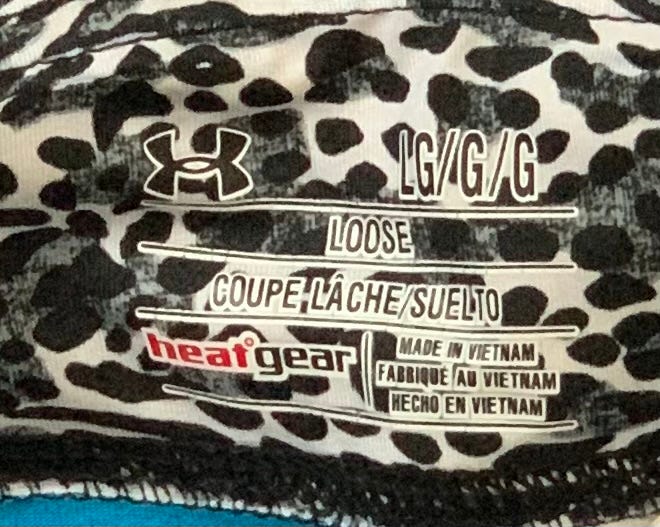 LG/G/G
LOOSE
COUPE LÂCHE/SUELTO
heatgear
MADE IN VIETNAM
FABRIQUÉ AU VIETNAM
HECHO EN VIETNAM